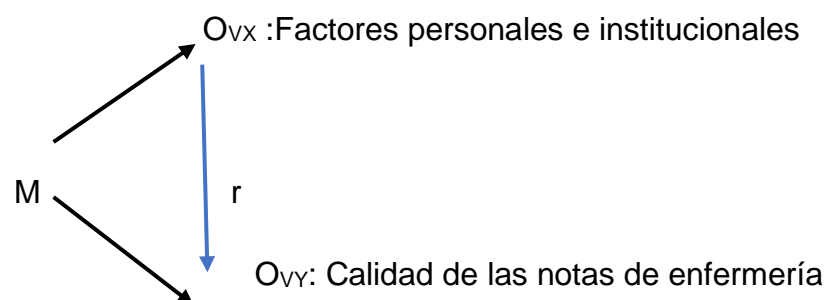 OVX :Factores personales e institucionales
M
r
OVY: Calidad de las notas de enfermería